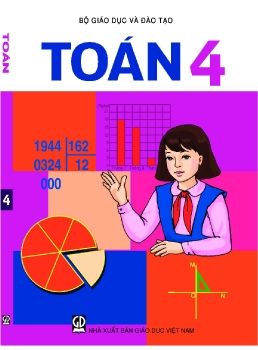 BỘ GIÁO DỤC VÀ ĐÀO TẠO
TOÁN 4
TOÁN
1944 162
0324 12
000
4
M
O N
NHÀ XUẤT BẢN GIÁO DỤC VIỆT NAM